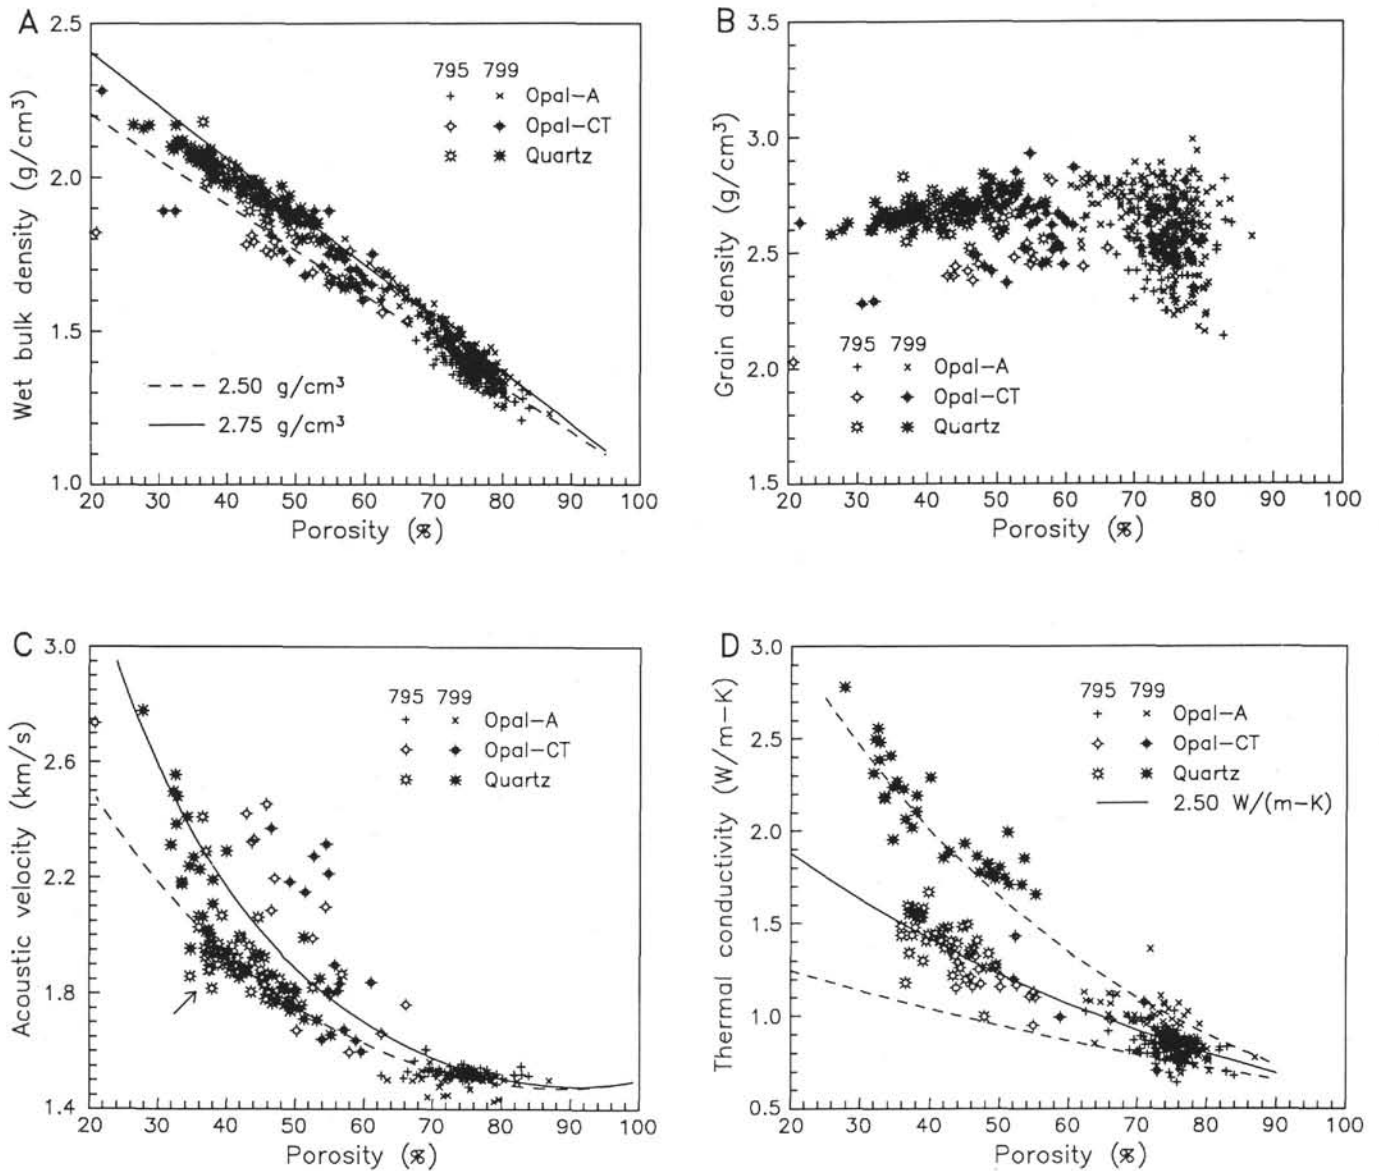 A
Wet bulk density (g/cm³)
2.5
2.0
1.5
1.0
795 799
Opal-A
Opal-CT
Quartz
2.50 g/cm³
2.75 g/cm³
20 30 40 50 60 70 80 90 100
Porosity (%)
B
Grain density (g/cm³)
3.5
3.0
2.5
2.0
1.5
795 799
Opal-A
Opal-CT
Quartz
20 30 40 50 60 70 80 90 100
Porosity (%)
C
Acoustic velocity (km/s)
3.0
2.6
2.2
1.8
1.4
795 799
Opal-A
Opal-CT
Quartz
20 30 40 50 60 70 80 90 100
Porosity (%)
D
Thermal conductivity (W/m-K)
3.0
2.5
2.0
1.5
1.0
0.5
795 799
Opal-A
Opal-CT
Quartz
2.50 W/(m-K)
20 30 40 50 60 70 80 90 100
Porosity (%)